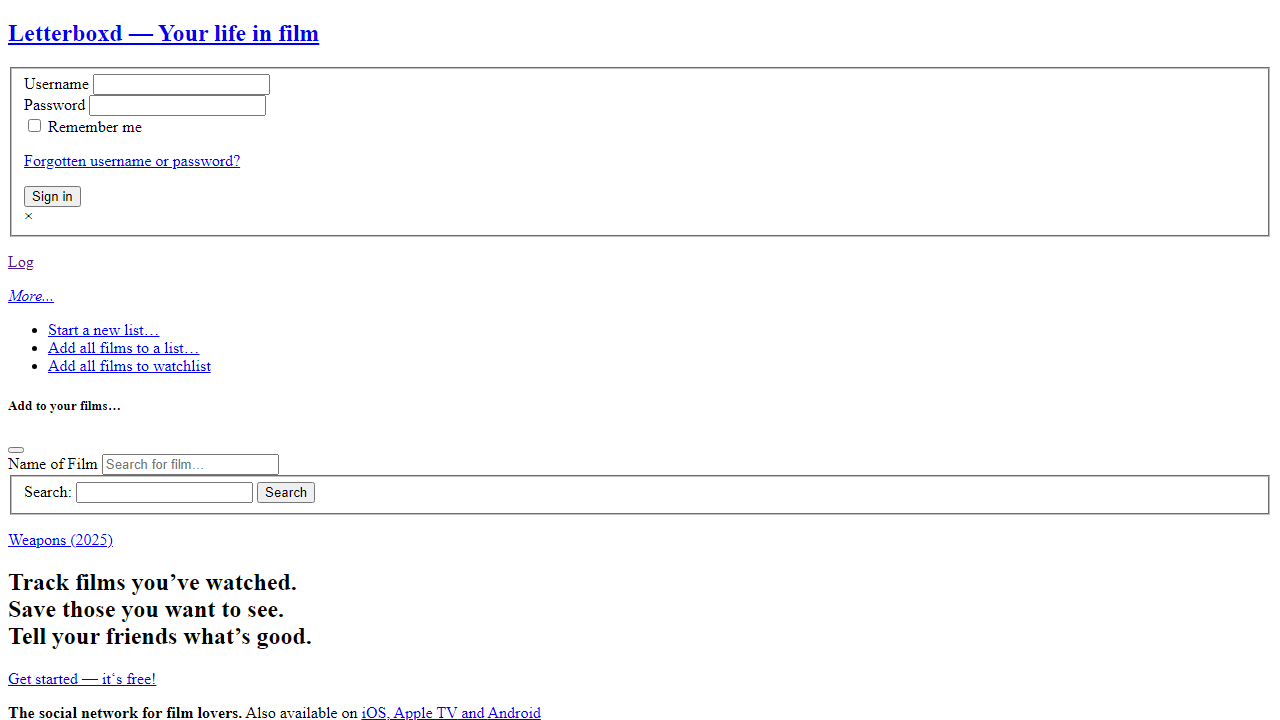 Letterboxd — Your life in film
Username
Password
Remember me
Forgotten username or password?
Sign in
×
Log
More...
Start a new list…
Add all films to a list…
Add all films to watchlist
Add to your films…
Name of Film Search for film…
Search: Search
Weapons (2025)
Track films you’ve watched.
Save those you want to see.
Tell your friends what’s good.
Get started — it‘s free!
The social network for film lovers. Also available on iOS, Apple TV and Android